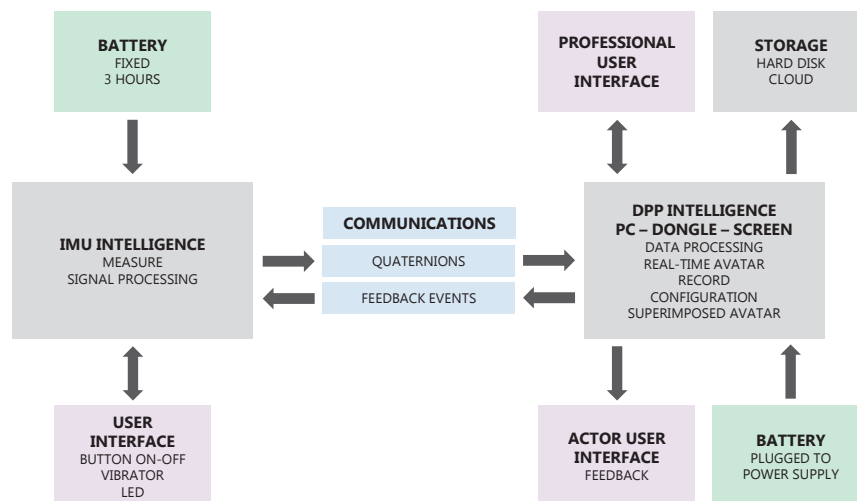 BATTERY
FIXED
3 HOURS
PROFESSIONAL
USER
INTERFACE
STORAGE
HARD DISK
CLOUD
IMU INTELLIGENCE
MEASURE
SIGNAL PROCESSING
COMMUNICATIONS
QUATERNIONS
FEEDBACK EVENTS
DPP INTELLIGENCE
PC – DONGLE – SCREEN
DATA PROCESSING
REAL-TIME AVATAR
RECORD
CONFIGURATION
SUPERIMPOSED AVATAR
USER
INTERFACE
BUTTON ON-OFF
VIBRATOR
LED
ACTOR USER
INTERFACE
FEEDBACK
BATTERY
PLUGGED TO
POWER SUPPLY